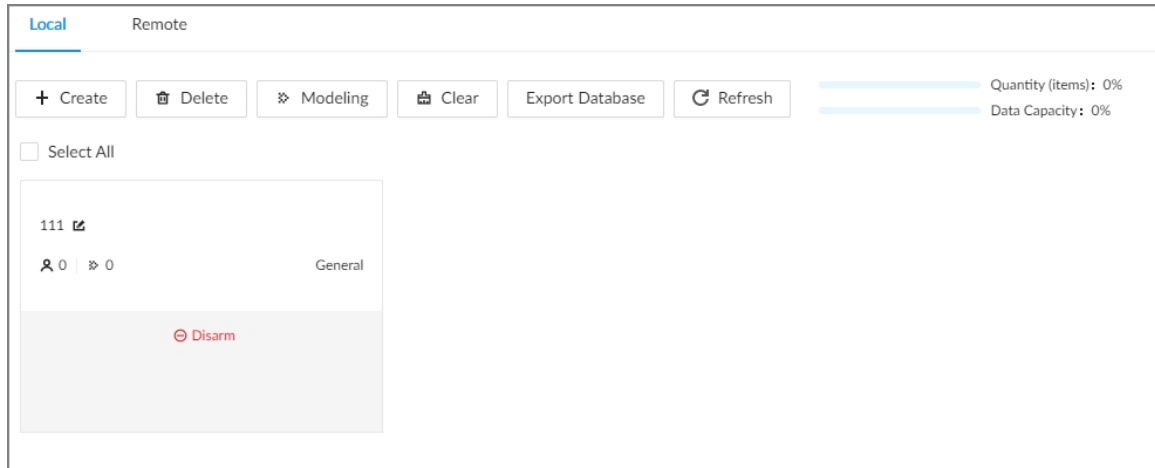 Local Remote
Create Delete Modeling Clear Export Database Refresh
Quantity (items): 0%
Data Capacity: 0%
Select All
111
0 0 General
Disarm